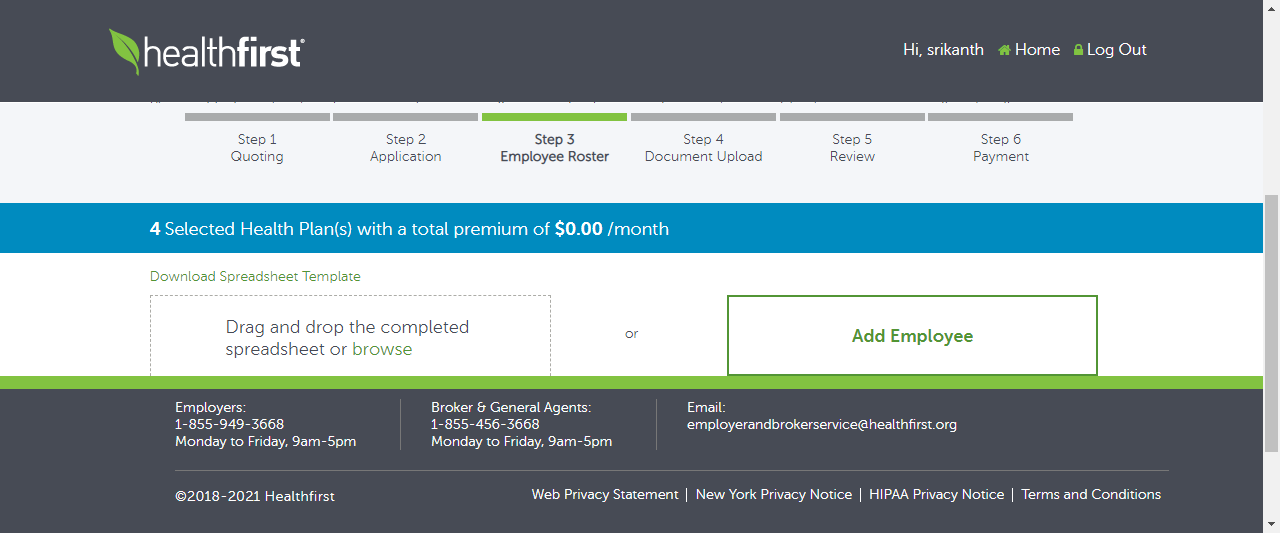 healthfirst®
Hi, srikanth Home Log Out
Step 1 Step 2 Step 3 Step 4 Step 5 Step 6
Quoting Application Employee Roster Document Upload Review Payment
4 Selected Health Plan(s) with a total premium of $0.00 /month
Download Spreadsheet Template
Drag and drop the completed
spreadsheet or browse
or
Add Employee
Employers:
1-855-949-3668
Monday to Friday, 9am-5pm
Broker & General Agents:
1-855-456-3668
Monday to Friday, 9am-5pm
Email:
employerandbrokerservice@healthfirst.org
©2018-2021 Healthfirst
Web Privacy Statement | New York Privacy Notice | HIPAA Privacy Notice | Terms and Conditions